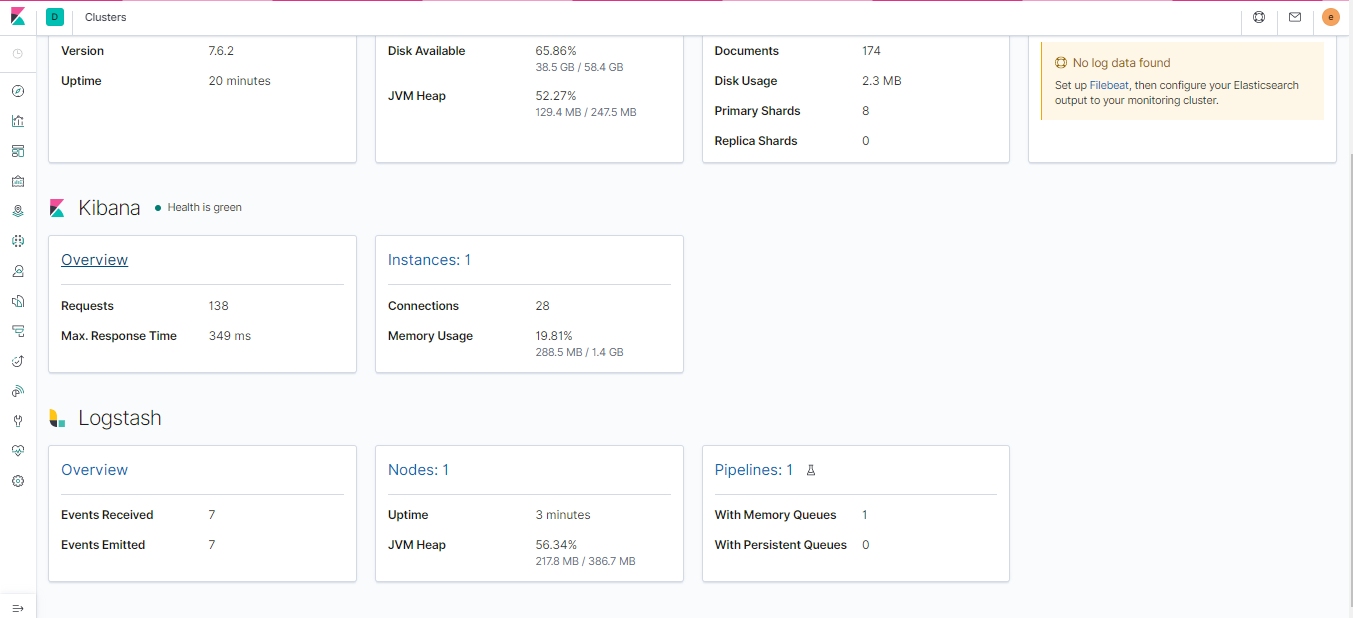 D Clusters e
Version 7.6.2
Uptime 20 minutes
Disk Available 65.86%
38.5 GB / 58.4 GB
JVM Heap 52.27%
129.4 MB / 247.5 MB
Documents 174
Disk Usage 2.3 MB
Primary Shards 8
Replica Shards 0
No log data found
Set up Filebeat, then configure your Elasticsearch
output to your monitoring cluster.
Kibana Health is green
Overview
Requests 138
Max. Response Time 349 ms
Instances: 1
Connections 28
Memory Usage 19.81%
288.5 MB / 1.4 GB
Logstash
Overview
Events Received 7
Events Emitted 7
Nodes: 1
Uptime 3 minutes
JVM Heap 56.34%
217.8 MB / 386.7 MB
Pipelines: 1
With Memory Queues 1
With Persistent Queues 0